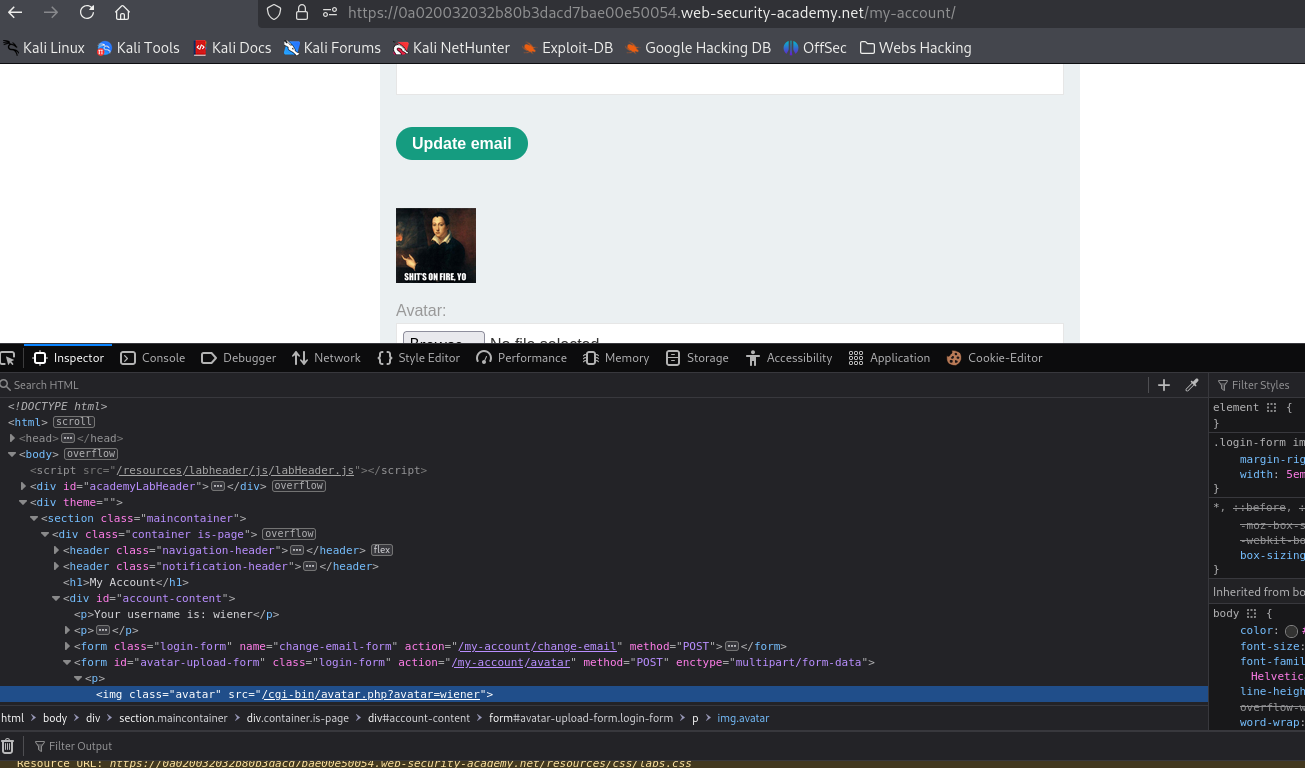 https://0a020032032b80b3dacd7bae00e50054.web-security-academy.net/my-account/
Kali Linux Kali Tools Kali Docs Kali Forums Kali NetHunter Exploit-DB Google Hacking DB OffSec Webs Hacking
Update email
SHIT'S ON FIRE, YO
Avatar:
Browse... No file selected.
Inspector Console Debugger Network Style Editor Performance Memory Storage Accessibility Application Cookie-Editor
Search HTML
Filter Styles
<!DOCTYPE html>
<html> scroll
<head> ··· </head>
<body> overflow
<script src="/resources/labheader/js/labHeader.js"></script>
<div id="academyLabHeader"> ··· </div> overflow
<div theme="">
<section class="maincontainer">
<div class="container is-page"> overflow
<header class="navigation-header"> ··· </header> flex
<header class="notification-header"> ··· </header>
<h1>My Account</h1>
<div id="account-content">
<p>Your username is: wiener</p>
<p> ··· </p>
<form class="login-form" name="change-email-form" action="/my-account/change-email" method="POST"> ··· </form>
<form id="avatar-upload-form" class="login-form" action="/my-account/avatar" method="POST" enctype="multipart/form-data">
<p>
<img class="avatar" src="/cgi-bin/avatar.php?avatar=wiener">
element {
}
.login-form im
margin-rig
width: 5em
}
*, ::before, :
-moz-box-s
-webkit-bo
box-sizing
}
Inherited from bo
body {
color:
font-size:
font-famil
Helvetic
line-heigh
overflow-w
word-wrap:
html > body > div > section.maincontainer > div.container.is-page > div#account-content > form#avatar-upload-form.login-form > p > img.avatar
Filter Output
Resource URL: https://0a020032032b80b3dacd7bae00e50054.web-security-academy.net/resources/css/labs.css